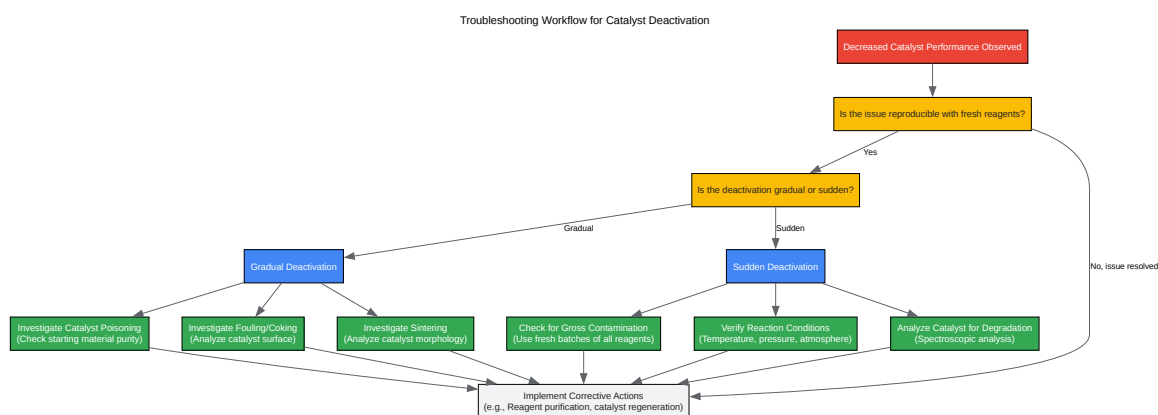 Troubleshooting Workflow for Catalyst Deactivation
Decreased Catalyst Performance Observed
Is the issue reproducible with fresh reagents?
Yes
Is the deactivation gradual or sudden?
Gradual
Sudden
Gradual Deactivation
Sudden Deactivation
No, issue resolved
Investigate Catalyst Poisoning
(Check starting material purity)
Investigate Fouling/Coking
(Analyze catalyst surface)
Investigate Sintering
(Analyze catalyst morphology)
Check for Gross Contamination
(Use fresh batches of all reagents)
Verify Reaction Conditions
(Temperature, pressure, atmosphere)
Analyze Catalyst for Degradation
(Spectroscopic analysis)
Implement Corrective Actions
(e.g., Reagent purification, catalyst regeneration)